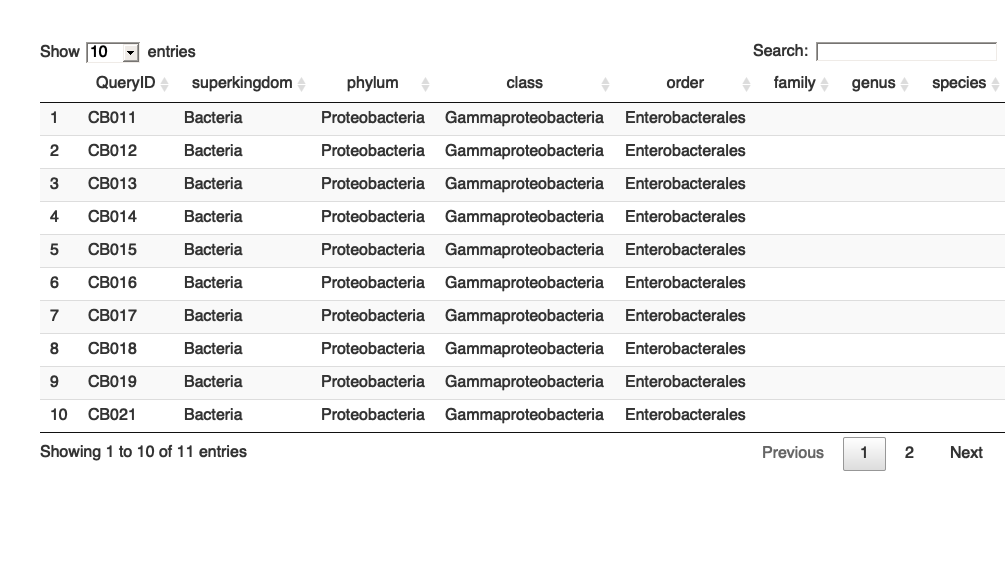 Show 10 entries Search:
QueryID superkingdom phylum class order family genus species
1 CB011 Bacteria Proteobacteria Gammaproteobacteria Enterobacterales
2 CB012 Bacteria Proteobacteria Gammaproteobacteria Enterobacterales
3 CB013 Bacteria Proteobacteria Gammaproteobacteria Enterobacterales
4 CB014 Bacteria Proteobacteria Gammaproteobacteria Enterobacterales
5 CB015 Bacteria Proteobacteria Gammaproteobacteria Enterobacterales
6 CB016 Bacteria Proteobacteria Gammaproteobacteria Enterobacterales
7 CB017 Bacteria Proteobacteria Gammaproteobacteria Enterobacterales
8 CB018 Bacteria Proteobacteria Gammaproteobacteria Enterobacterales
9 CB019 Bacteria Proteobacteria Gammaproteobacteria Enterobacterales
10 CB021 Bacteria Proteobacteria Gammaproteobacteria Enterobacterales
Showing 1 to 10 of 11 entries Previous 1 2 Next